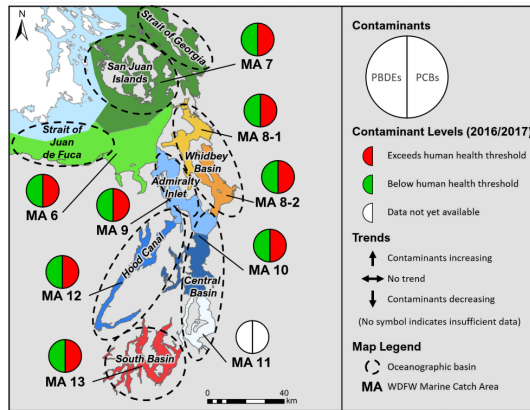 N
Strait of Georgia
MA 7
San Juan
Islands
MA 8-1
Strait of
Juan
de Fuca
Whidbey
Basin
Admiralty
Inlet
MA 6
MA 9
MA 8-2
Hood Canal
MA 10
MA 12
Central
Basin
South Basin
MA 11
MA 13
0 20 40
km
Contaminants
PBDEs
PCBs
Contaminant Levels (2016/2017)
Exceeds human health threshold
Below human health threshold
Data not yet available
Trends
Contaminants increasing
No trend
Contaminants decreasing
(No symbol indicates insufficient data)
Map Legend
Oceanographic basin
MA WDFW Marine Catch Area